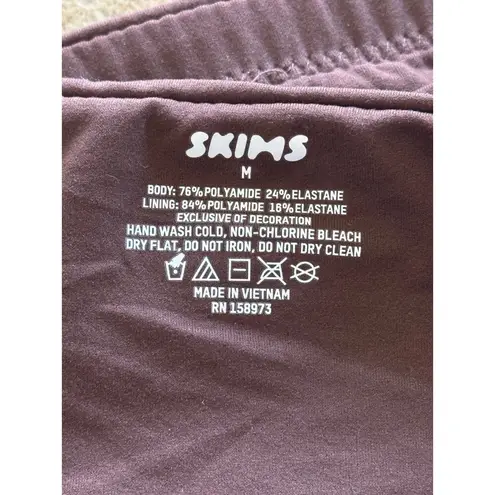 SKIMS
M
BODY: 76% POLYAMIDE 24% ELASTANE
LINING: 84% POLYAMIDE 16% ELASTANE
EXCLUSIVE OF DECORATION
HAND WASH COLD, NON-CHLORINE BLEACH
DRY FLAT, DO NOT IRON, DO NOT DRY CLEAN
MADE IN VIETNAM
RN 158973